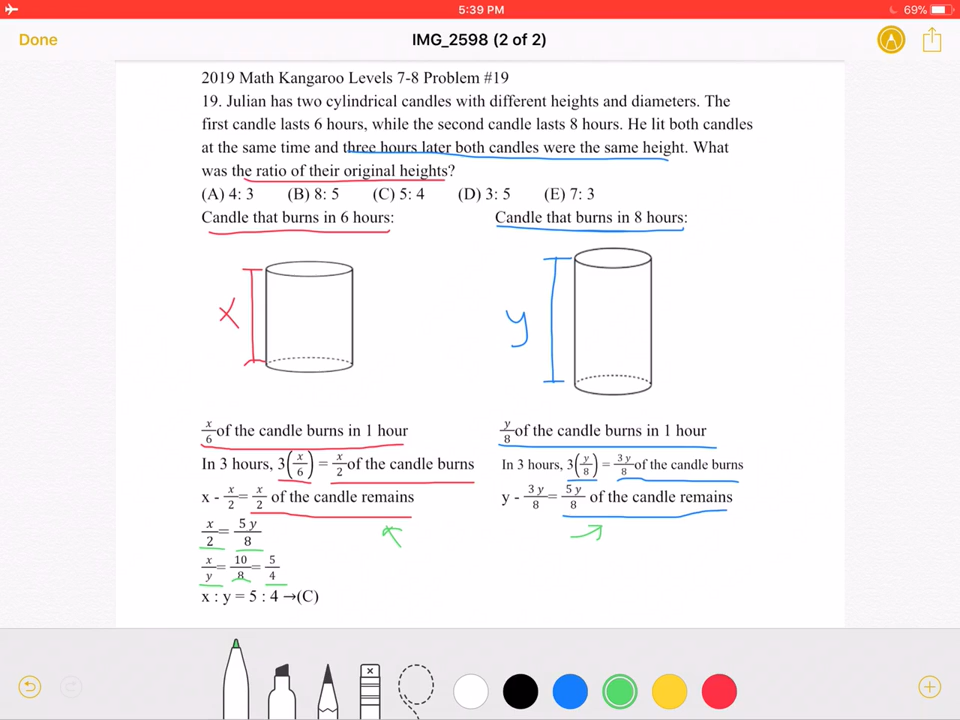 5:39 PM
69%
Done
IMG_2598 (2 of 2)
2019 Math Kangaroo Levels 7-8 Problem #19
19. Julian has two cylindrical candles with different heights and diameters. The
first candle lasts 6 hours, while the second candle lasts 8 hours. He lit both candles
at the same time and three hours later both candles were the same height. What
was the ratio of their original heights?
(A) 4: 3 (B) 8: 5 (C) 5: 4 (D) 3: 5 (E) 7: 3
Candle that burns in 6 hours:
Candle that burns in 8 hours:
x
y
x/6 of the candle burns in 1 hour
y/8 of the candle burns in 1 hour
In 3 hours, 3(x/6) = x/2 of the candle burns
In 3 hours, 3(y/8) = 3y/8 of the candle burns
x - x/2 = x/2 of the candle remains
y - 3y/8 = 5y/8 of the candle remains
x/2 = 5y/8
x/y = 10/8 = 5/4
x : y = 5 : 4 →(C)